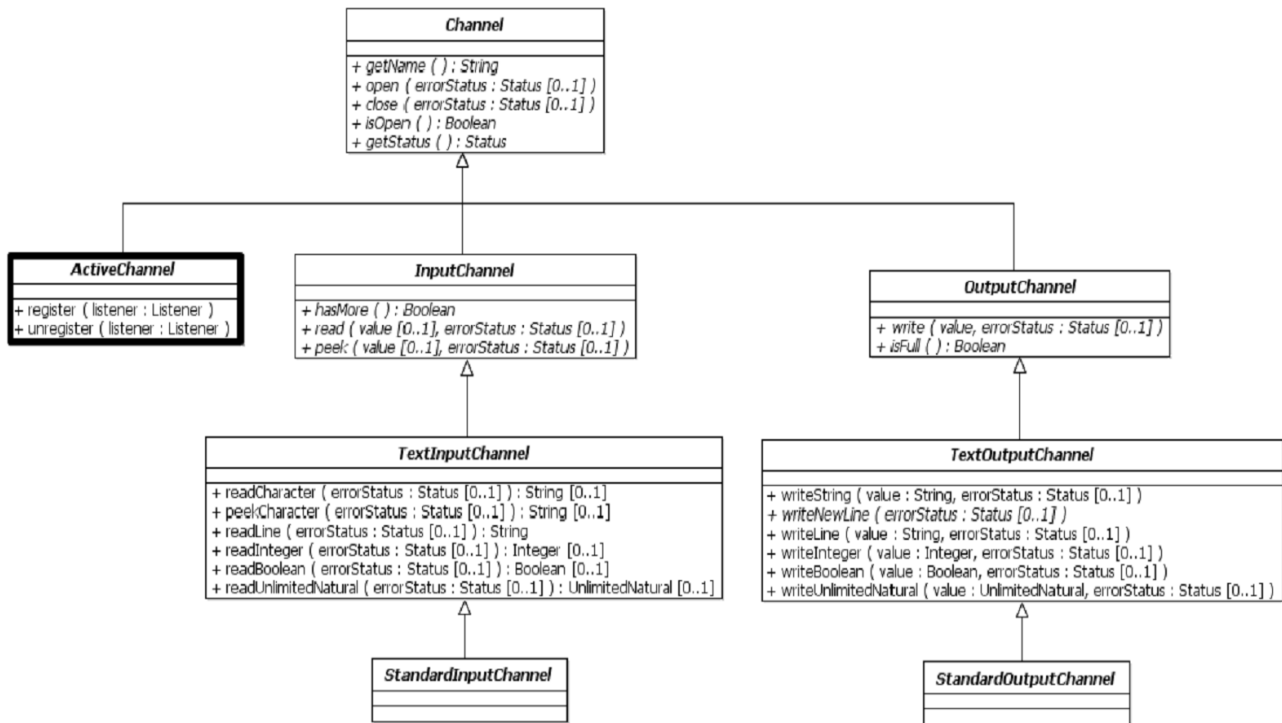 Channel
+ getName ( ) : String
+ open ( errorStatus : Status [0..1] )
+ close ( errorStatus : Status [0..1] )
+ isOpen ( ) : Boolean
+ getStatus ( ) : Status
ActiveChannel
+ register ( listener : Listener )
+ unregister ( listener : Listener )
InputChannel
+ hasMore ( ) : Boolean
+ read ( value [0..1], errorStatus : Status [0..1] )
+ peek ( value [0..1], errorStatus : Status [0..1] )
OutputChannel
+ write ( value, errorStatus : Status [0..1] )
+ isFull ( ) : Boolean
TextInputChannel
+ readCharacter ( errorStatus : Status [0..1] ) : String [0..1]
+ peekCharacter ( errorStatus : Status [0..1] ) : String [0..1]
+ readLine ( errorStatus : Status [0..1] ) : String
+ readInteger ( errorStatus : Status [0..1] ) : Integer [0..1]
+ readBoolean ( errorStatus : Status [0..1] ) : Boolean [0..1]
+ readUnlimitedNatural ( errorStatus : Status [0..1] ) : UnlimitedNatural [0..1]
TextOutputChannel
+ writeString ( value : String, errorStatus : Status [0..1] )
+ writeNewLine ( errorStatus : Status [0..1] )
+ writeLine ( value : String, errorStatus : Status [0..1] )
+ writeInteger ( value : Integer, errorStatus : Status [0..1] )
+ writeBoolean ( value : Boolean, errorStatus : Status [0..1] )
+ writeUnlimitedNatural ( value : UnlimitedNatural, errorStatus : Status [0..1] )
StandardInputChannel
StandardOutputChannel